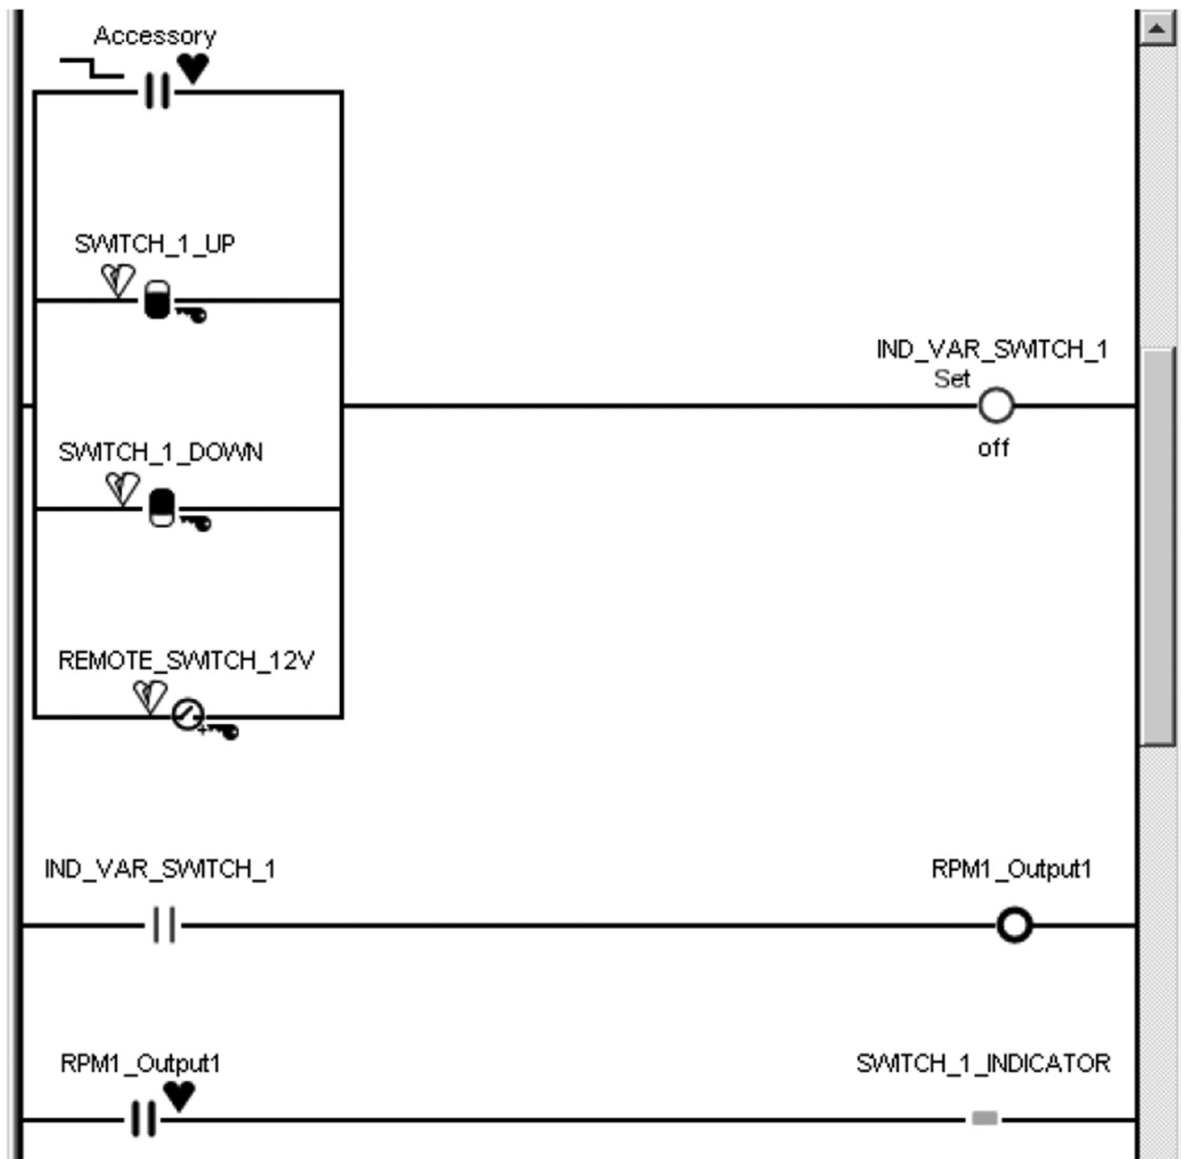 Accessory
SWITCH_1_UP
IND_VAR_SWITCH_1
Set
off
SWITCH_1_DOWN
REMOTE_SWITCH_12V
IND_VAR_SWITCH_1
RPM1_Output1
RPM1_Output1
SWITCH_1_INDICATOR